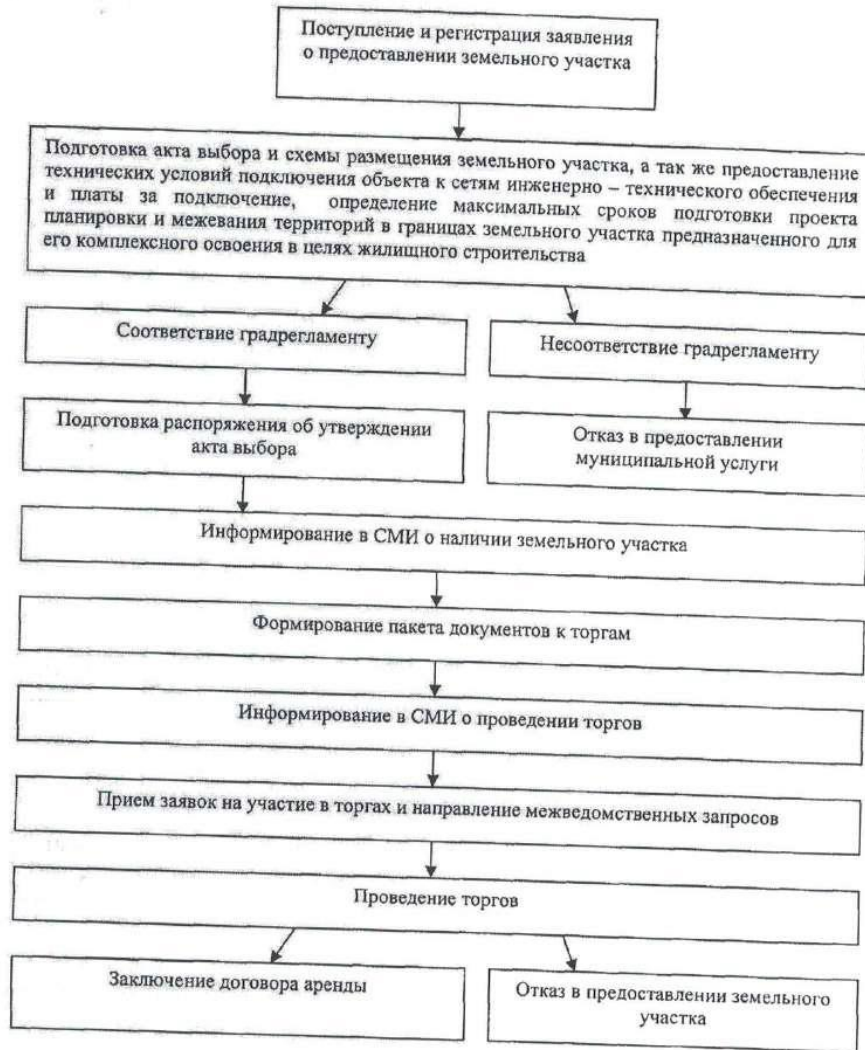 Поступление и регистрация заявления
о предоставлении земельного участка
Подготовка акта выбора и схемы размещения земельного участка, а так же предоставление
технических условий подключения объекта к сетям инженерно – технического обеспечения
и платы за подключение, определение максимальных сроков подготовки проекта
планировки и межевания территорий в границах земельного участка предназначенного для
его комплексного освоения в целях жилищного строительства
Соответствие градрегламенту
Несоответствие градрегламенту
Подготовка распоряжения об утверждении
акта выбора
Отказ в предоставлении
муниципальной услуги
Информирование в СМИ о наличии земельного участка
Формирование пакета документов к торгам
Информирование в СМИ о проведении торгов
Прием заявок на участие в торгах и направление межведомственных запросов
Проведение торгов
Заключение договора аренды
Отказ в предоставлении земельного
участка